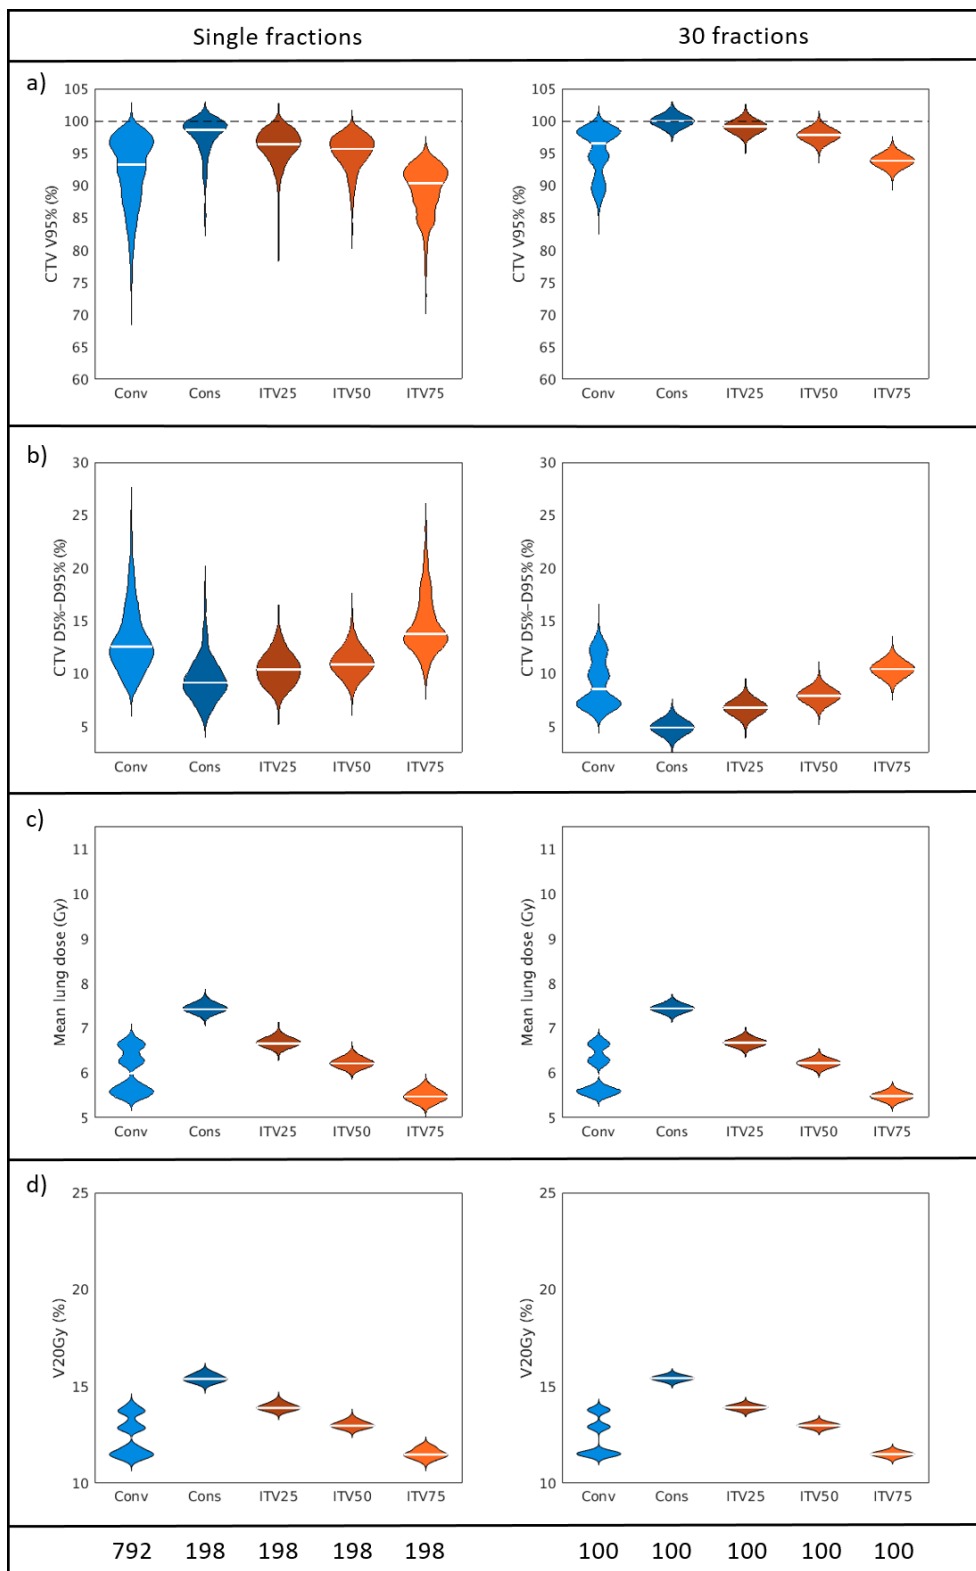 Single fractions
30 fractions
a)
CTV V95% (%)
105
100
95
90
85
80
75
70
65
60
Conv Cons ITV25 ITV50 ITV75
CTV V95% (%)
105
100
95
90
85
80
75
70
65
60
Conv Cons ITV25 ITV50 ITV75
b)
CTV D5%-D95% (%)
30
25
20
15
10
5
Conv Cons ITV25 ITV50 ITV75
CTV D5%-D95% (%)
30
25
20
15
10
5
Conv Cons ITV25 ITV50 ITV75
c)
Mean lung dose (Gy)
11
10
9
8
7
6
5
Conv Cons ITV25 ITV50 ITV75
Mean lung dose (Gy)
11
10
9
8
7
6
5
Conv Cons ITV25 ITV50 ITV75
d)
V20Gy (%)
25
20
15
10
Conv Cons ITV25 ITV50 ITV75
V20Gy (%)
25
20
15
10
Conv Cons ITV25 ITV50 ITV75
792 198 198 198 198
100 100 100 100 100